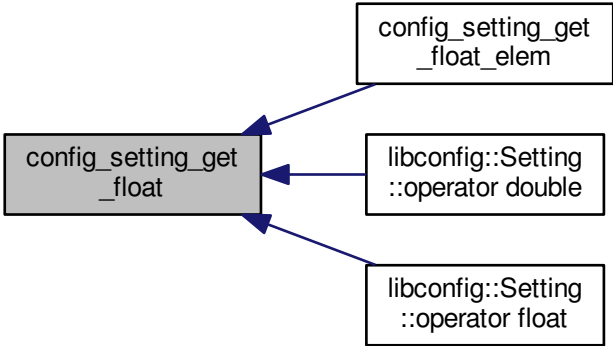 config_setting_get
_float_elem
config_setting_get
_float
libconfig::Setting
::operator double
libconfig::Setting
::operator float